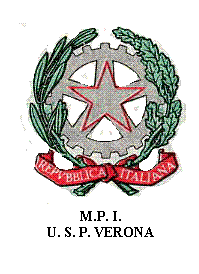 REPVBBLICA ITALIANA
M.P. I.
U. S. P. VERONA